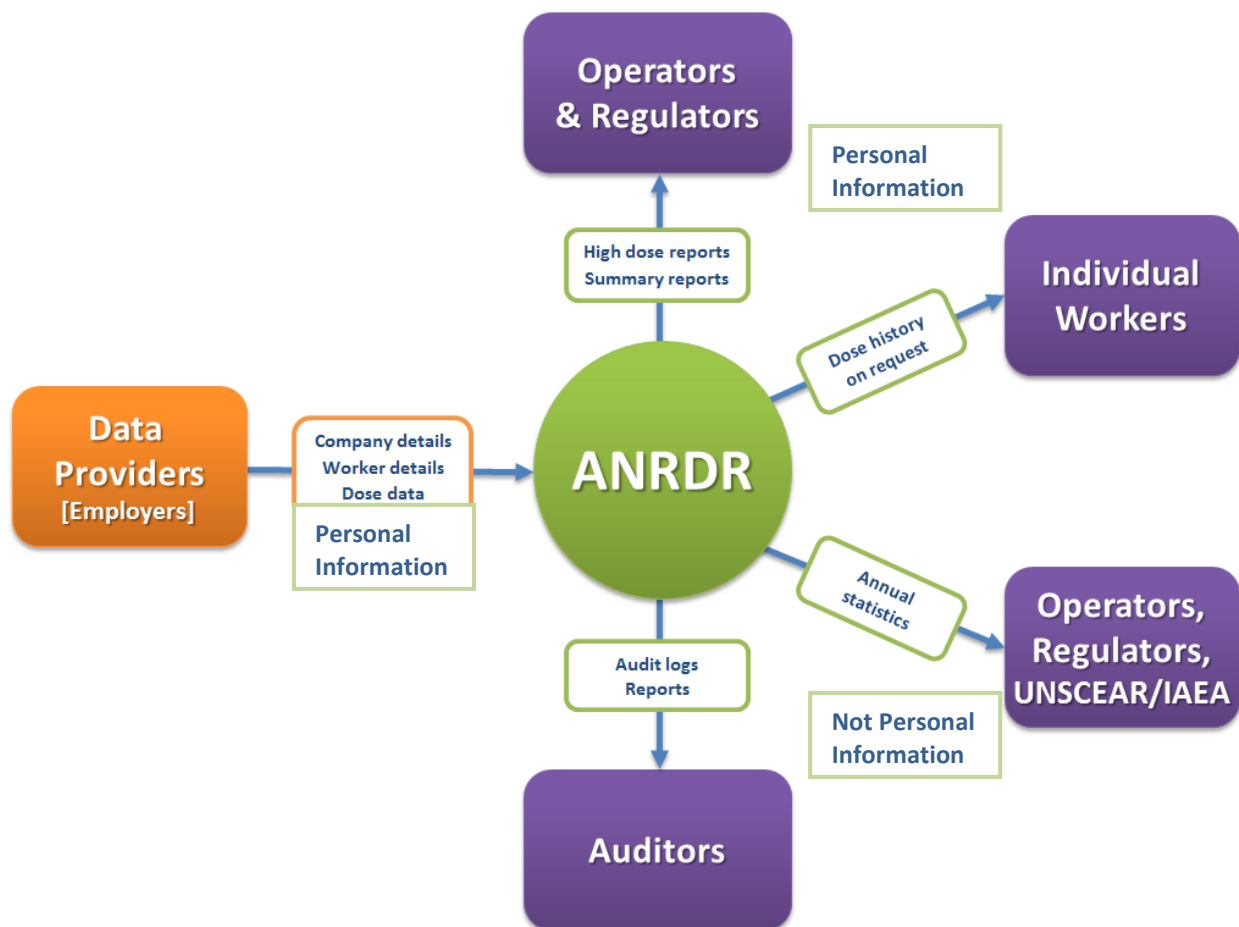 Operators
& Regulators
Personal
Information
High dose reports
Summary reports
Individual
Workers
Dose history
on request
Data
Providers
[Employers]
Company details
Worker details
Dose data
Personal
Information
ANRDR
Annual
statistics
Operators,
Regulators,
UNSCEAR/IAEA
Audit logs
Reports
Not Personal
Information
Auditors